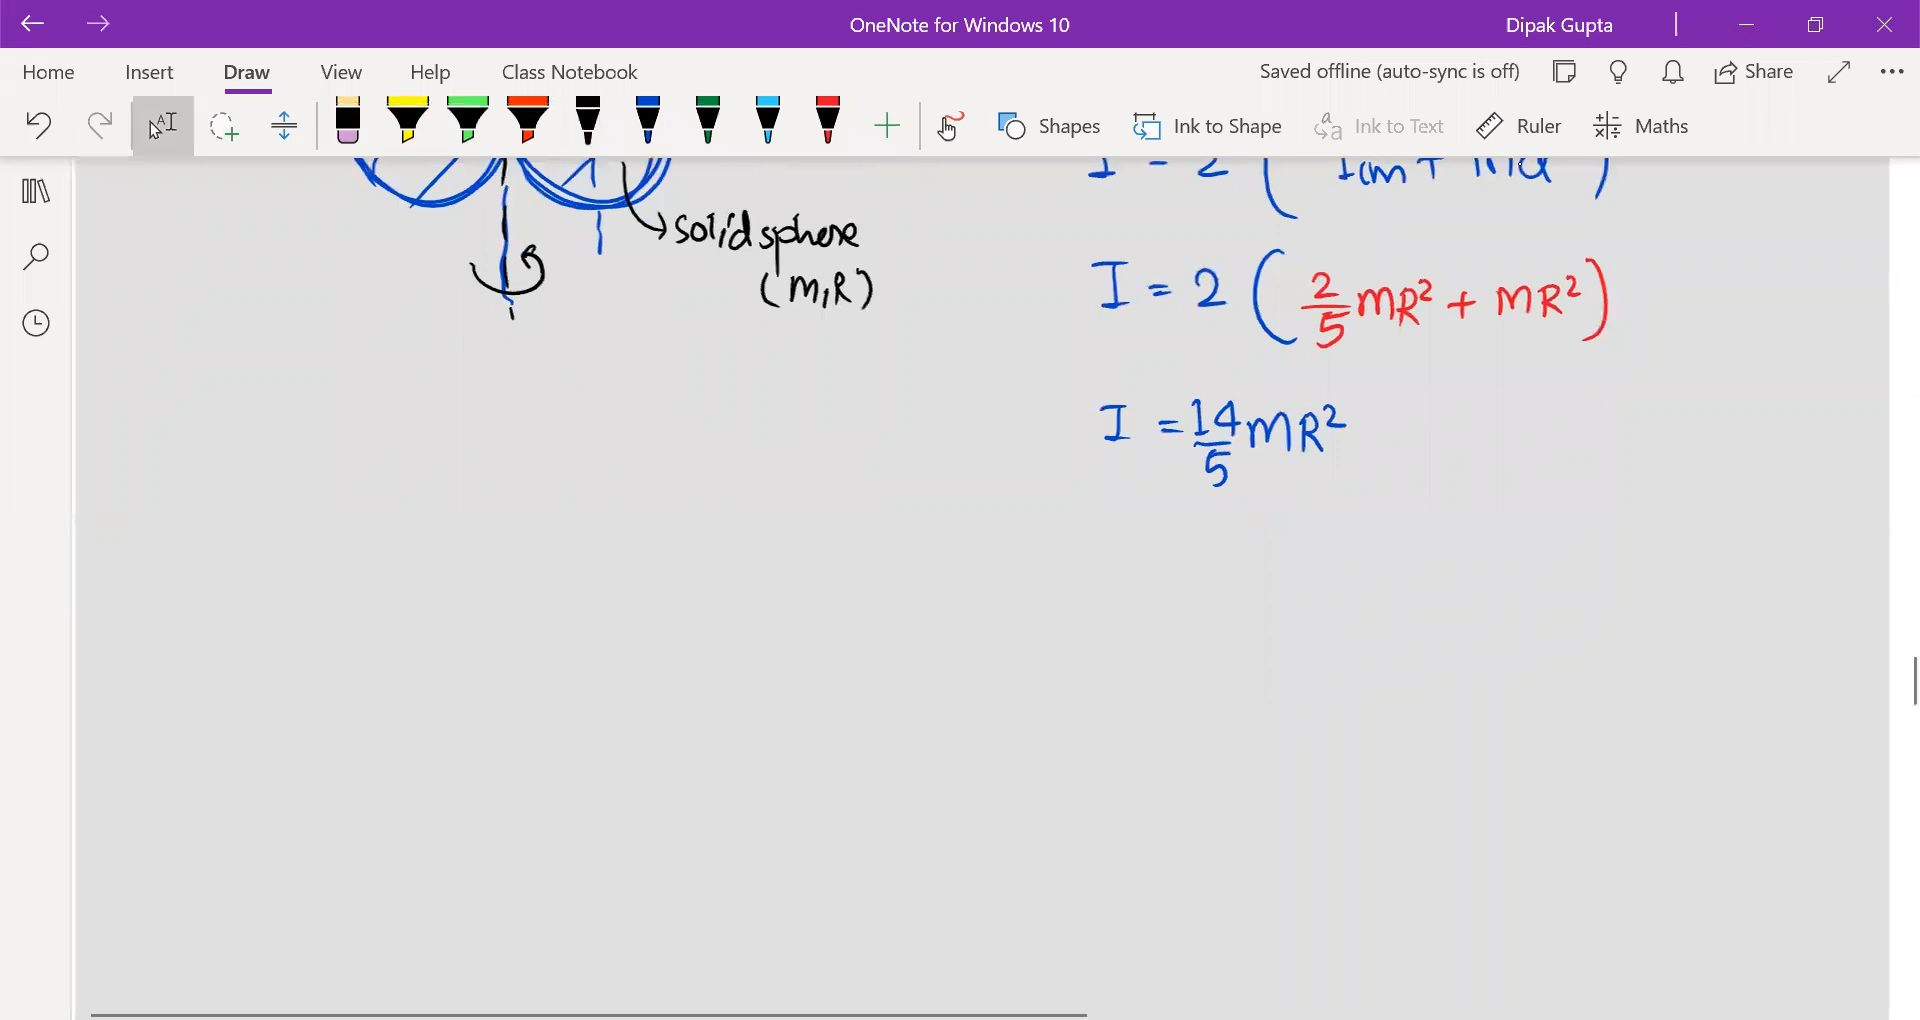 OneNote for Windows 10
Dipak Gupta
Home Insert Draw View Help Class Notebook
Saved offline (auto-sync is off)
Share
Shapes
Ink to Shape
Ink to Text
Ruler
Maths
solid sphere
(m,R)
I = 2 (
I = 2 ( 2/5 mR² + mR² )
I = 14/5 mR²